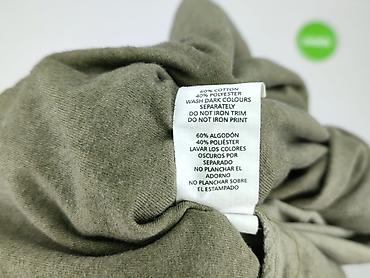 60% COTTON
40% POLYESTER
WASH DARK COLOURS
SEPARATELY
DO NOT IRON TRIM
DO NOT IRON PRINT
60% ALGODÓN
40% POLIÉSTER
LAVAR LOS COLORES
OSCUROS POR
SEPARADO
NO PLANCHAR EL
ADORNO
NO PLANCHAR SOBRE
EL ESTAMPADO